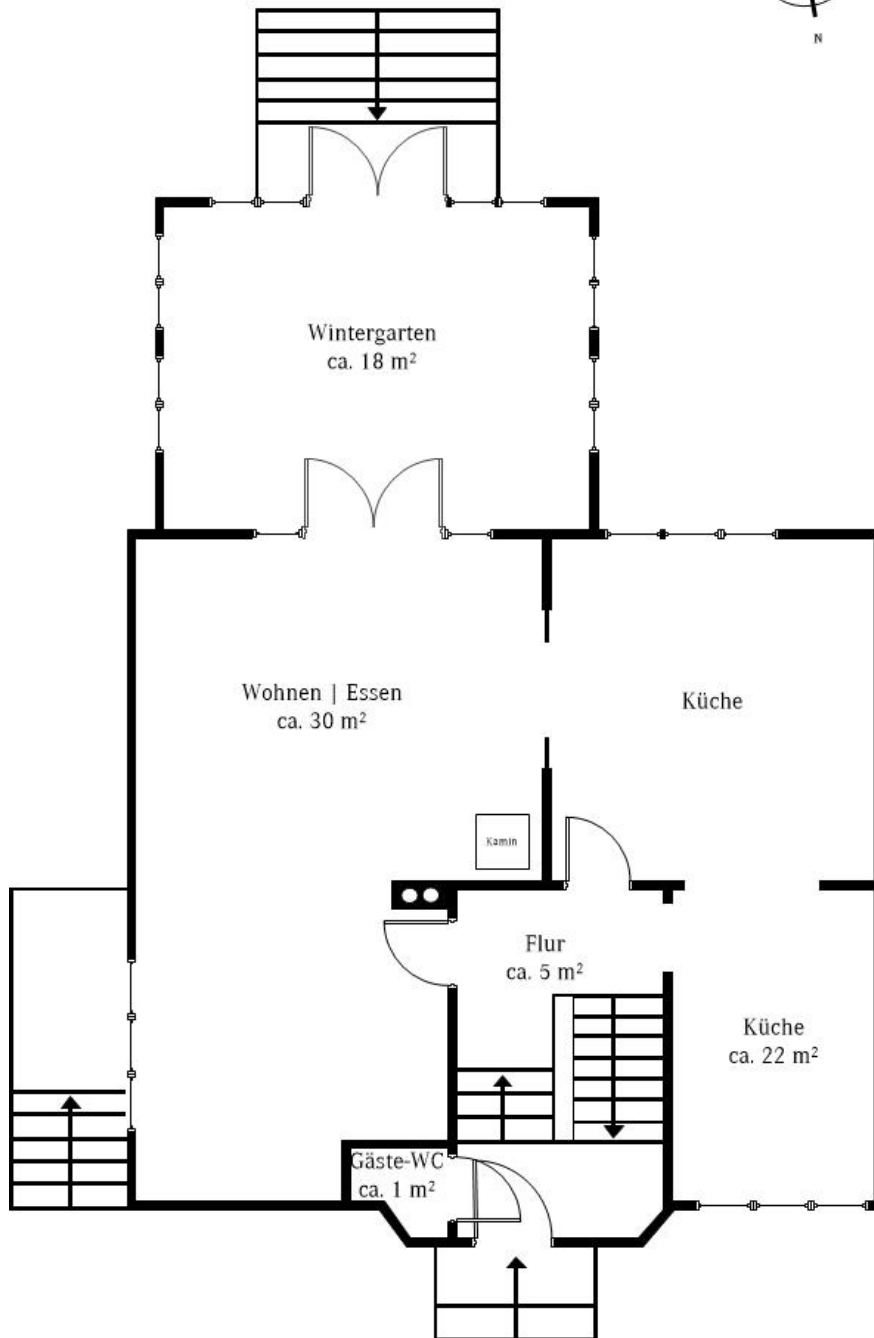 N
Wintergarten
ca. 18 m²
Wohnen | Essen
ca. 30 m²
Küche
Kamin
Flur
ca. 5 m²
Küche
ca. 22 m²
Gäste-WC
ca. 1 m²